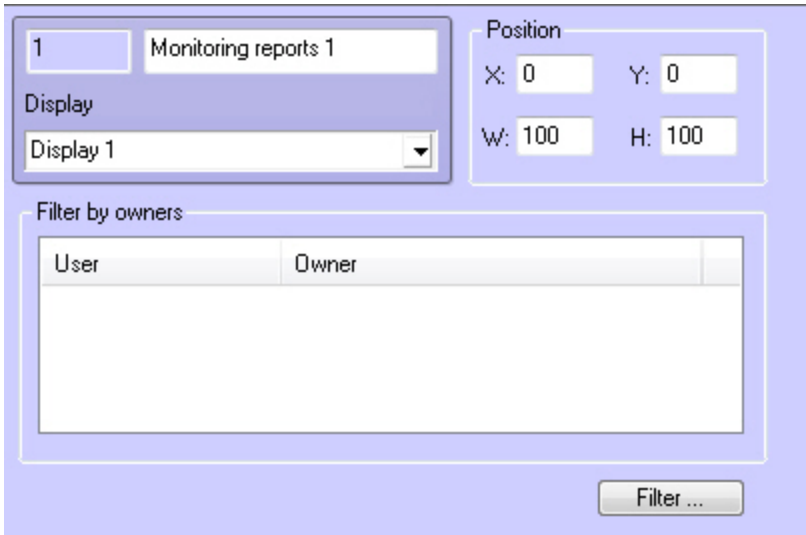 1 Monitoring reports 1
Display
Display 1
Position
X: 0 Y: 0
W: 100 H: 100
Filter by owners
User Owner
Filter ...